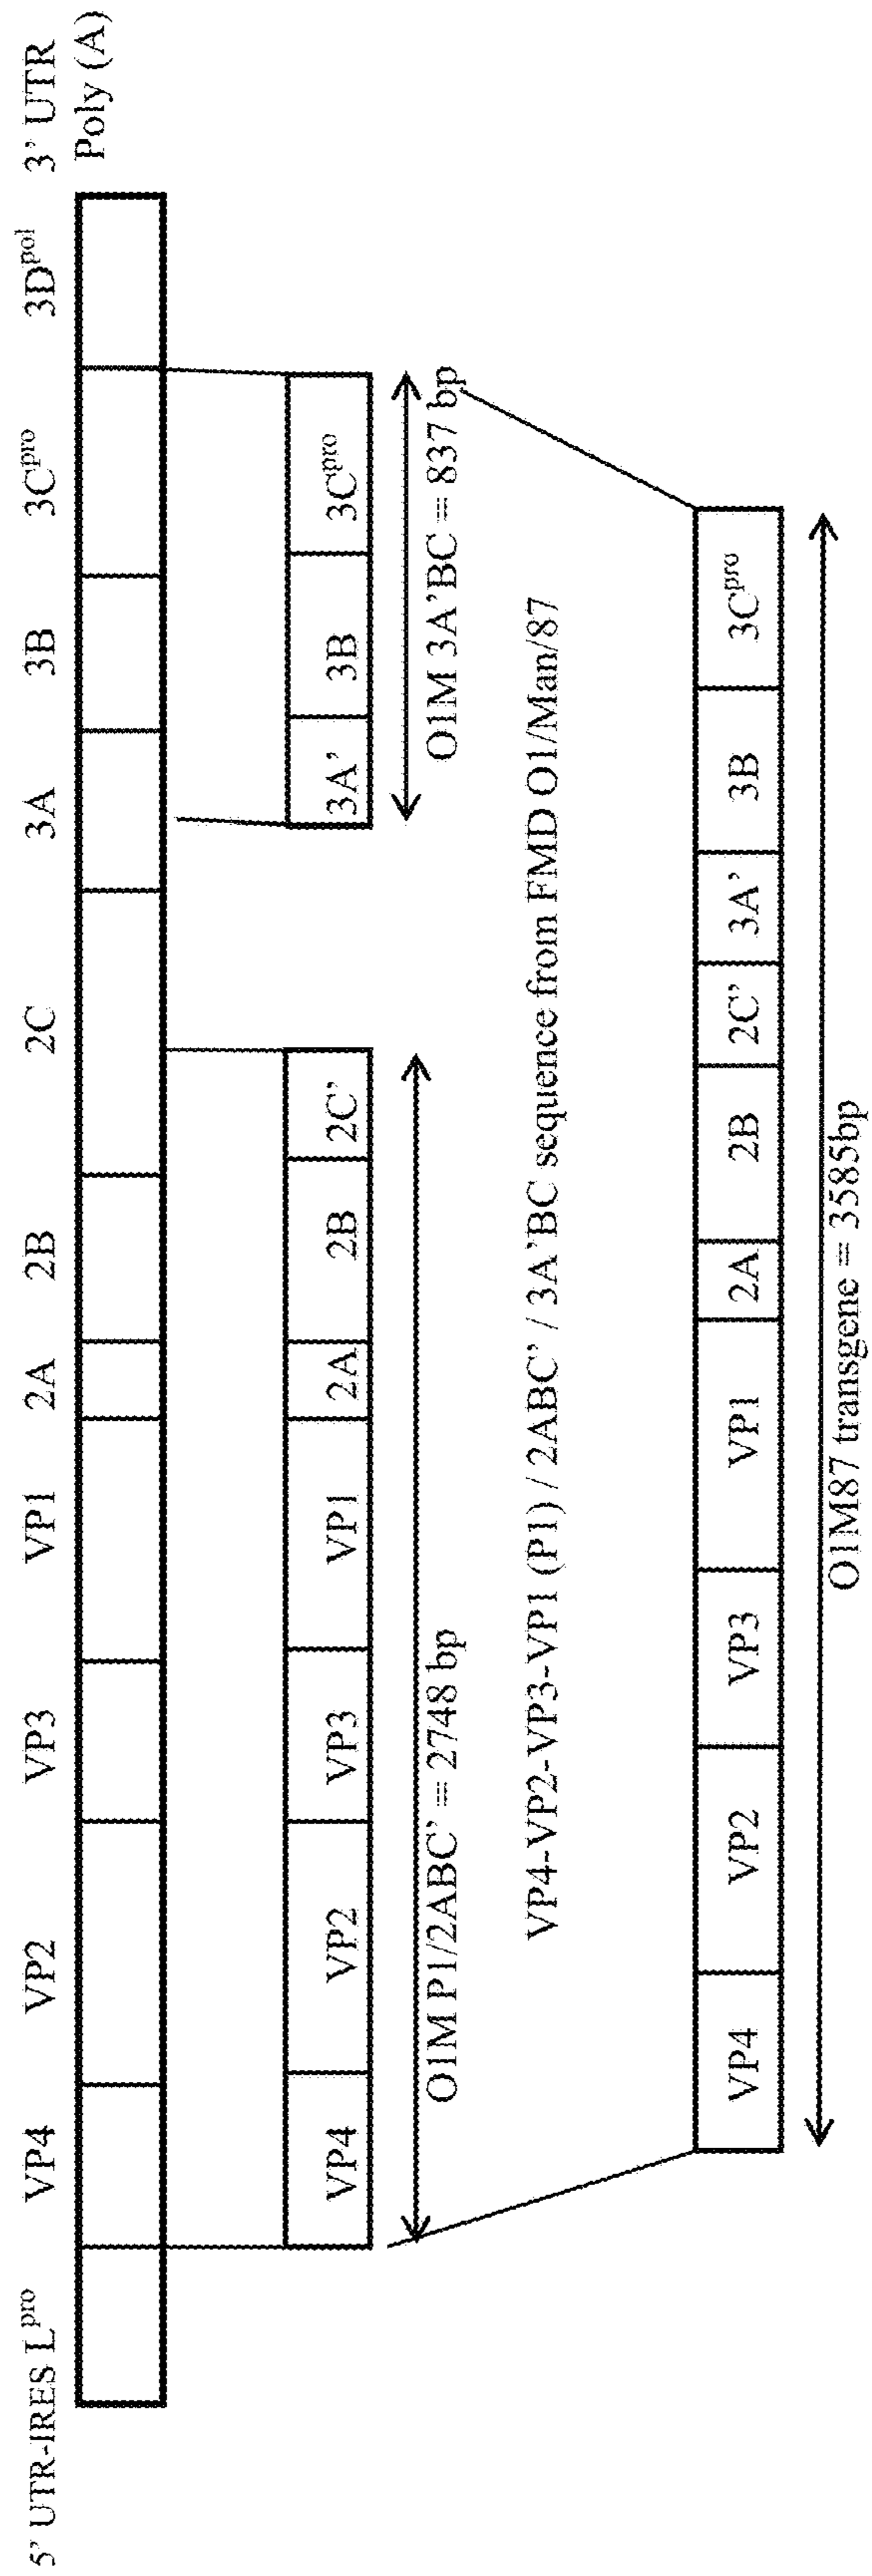 5’ UTR-IRES L^pro VP4 VP2 VP3 VP1 2A 2B 2C 3A 3B 3C^pro 3D^pol 3’ UTR
Poly (A)
VP4 VP2 VP3 VP1 2A 2B 2C’ 3A’ 3B 3C^pro
O1M P1/2ABC’ = 2748 bp O1M 3A’BC = 837 bp
VP4-VP2-VP3-VP1 (P1) / 2ABC’ / 3A’BC sequence from FMD O1/Man/87
VP4 VP2 VP3 VP1 2A 2B 2C’ 3A’ 3B 3C^pro
O1M87 transgene = 3585bp